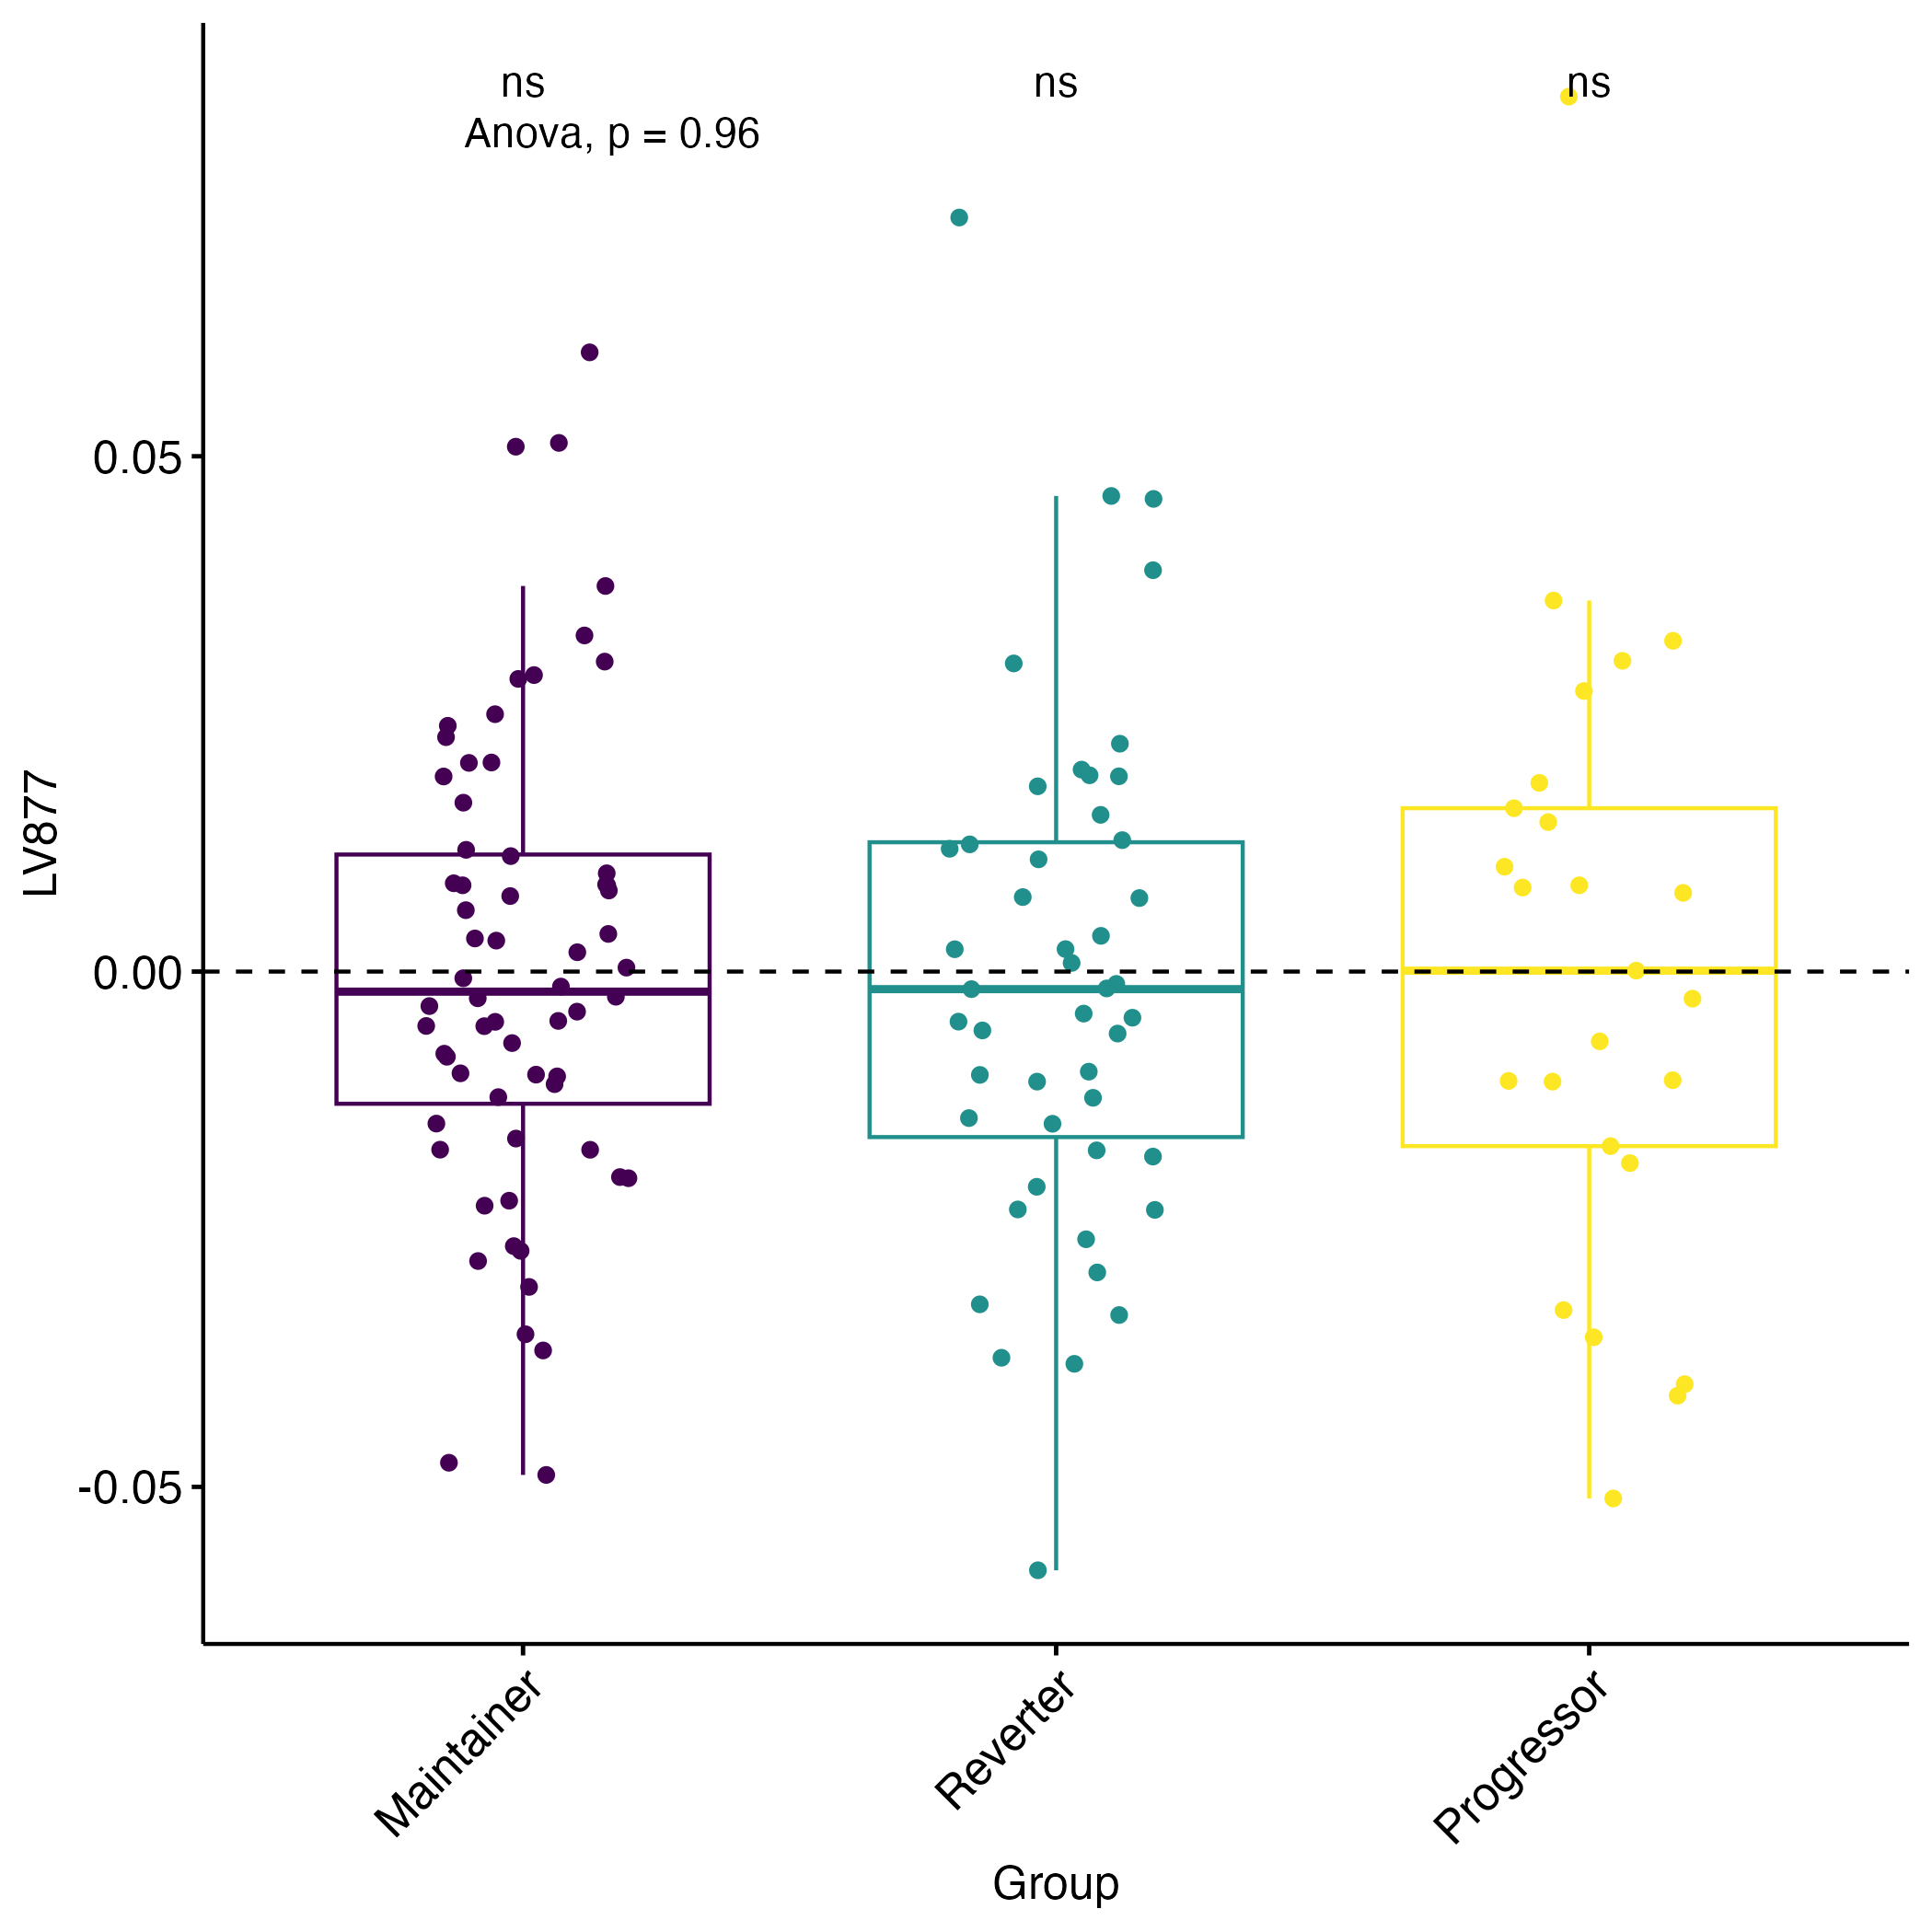 ns ns ns
Anova, p = 0.96
0.05
0.00
-0.05
LV877
Maintainer
Reverter
Progressor
Group